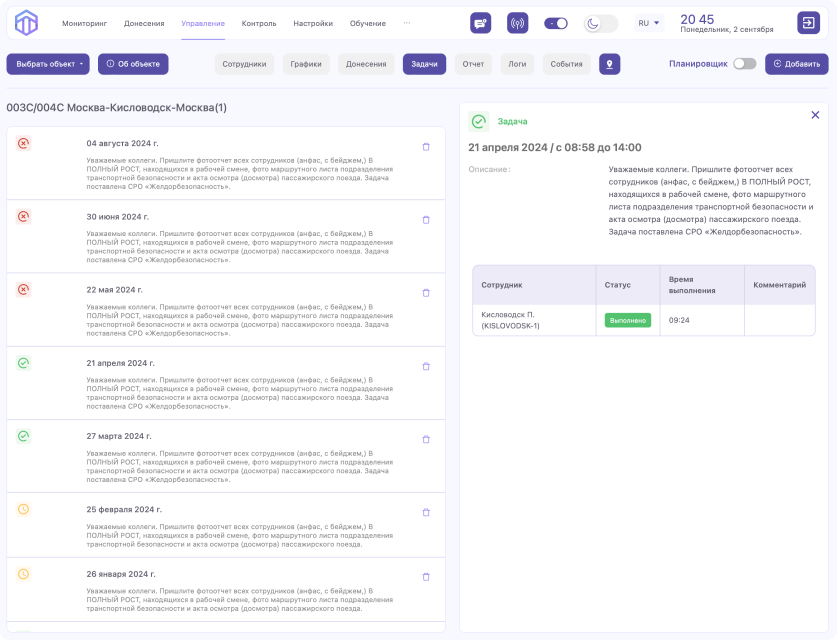 Мониторинг Донесения Управление Контроль Настройки Обучение ··· RU 20 45
Понедельник, 2 сентября
Выбрать объект Об объекте Сотрудники Графики Донесения Задачи Отчет Логи События Планировщик Добавить
003С/004С Москва-Кисловодск-Москва(1)
04 августа 2024 г.
Уважаемые коллеги. Пришлите фотоотчет всех сотрудников (анфас, с бейджем,) В
ПОЛНЫЙ РОСТ, находящихся в рабочей смене, фото маршрутного листа подразделения
транспортной безопасности и акта осмотра (досмотра) пассажирского поезда. Задача
поставлена СРО «Желдорбезопасность».
30 июня 2024 г.
Уважаемые коллеги. Пришлите фотоотчет всех сотрудников (анфас, с бейджем,) В
ПОЛНЫЙ РОСТ, находящихся в рабочей смене, фото маршрутного листа подразделения
транспортной безопасности и акта осмотра (досмотра) пассажирского поезда. Задача
поставлена СРО «Желдорбезопасность».
22 мая 2024 г.
Уважаемые коллеги. Пришлите фотоотчет всех сотрудников (анфас, с бейджем,) В
ПОЛНЫЙ РОСТ, находящихся в рабочей смене, фото маршрутного листа подразделения
транспортной безопасности и акта осмотра (досмотра) пассажирского поезда. Задача
поставлена СРО «Желдорбезопасность».
21 апреля 2024 г.
Уважаемые коллеги. Пришлите фотоотчет всех сотрудников (анфас, с бейджем,) В
ПОЛНЫЙ РОСТ, находящихся в рабочей смене, фото маршрутного листа подразделения
транспортной безопасности и акта осмотра (досмотра) пассажирского поезда. Задача
поставлена СРО «Желдорбезопасность».
27 марта 2024 г.
Уважаемые коллеги. Пришлите фотоотчет всех сотрудников (анфас, с бейджем,) В
ПОЛНЫЙ РОСТ, находящихся в рабочей смене, фото маршрутного листа подразделения
транспортной безопасности и акта осмотра (досмотра) пассажирского поезда. Задача
поставлена СРО «Желдорбезопасность».
25 февраля 2024 г.
Уважаемые коллеги. Пришлите фотоотчет всех сотрудников (анфас, с бейджем,) В
ПОЛНЫЙ РОСТ, находящихся в рабочей смене, фото маршрутного листа подразделения
транспортной безопасности и акта осмотра (досмотра) пассажирского поезда.
26 января 2024 г.
Уважаемые коллеги. Пришлите фотоотчет всех сотрудников (анфас, с бейджем,) В
ПОЛНЫЙ РОСТ, находящихся в рабочей смене, фото маршрутного листа подразделения
транспортной безопасности и акта осмотра (досмотра) пассажирского поезда.
Задача
21 апреля 2024 / с 08:58 до 14:00
Описание: Уважаемые коллеги. Пришлите фотоотчет всех
сотрудников (анфас, с бейджем,) В ПОЛНЫЙ РОСТ,
находящихся в рабочей смене, фото маршрутного
листа подразделения транспортной безопасности и
акта осмотра (досмотра) пассажирского поезда.
Задача поставлена СРО «Желдорбезопасность».
Сотрудник Статус Время
выполнения Комментарий
Кисловодск П.
(KISLOVODSK-1) Выполнено 09:24